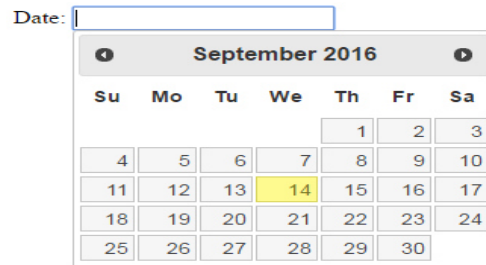 Date:
September 2016
Su Mo Tu We Th Fr Sa
1 2 3
4 5 6 7 8 9 10
11 12 13 14 15 16 17
18 19 20 21 22 23 24
25 26 27 28 29 30